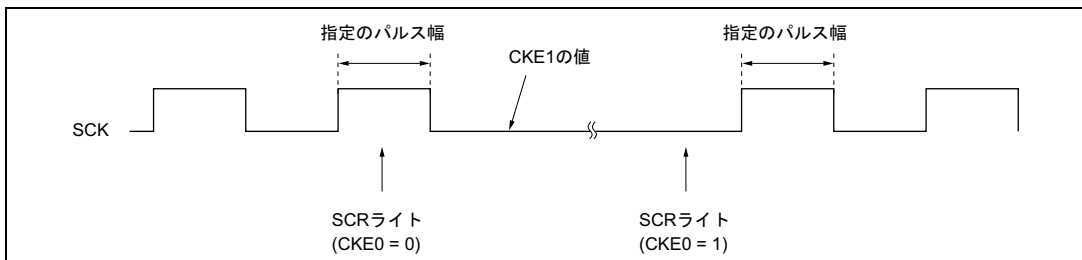 指定のパルス幅
指定のパルス幅
CKE1の値
SCK
SCRライト
(CKE0 = 0)
SCRライト
(CKE0 = 1)